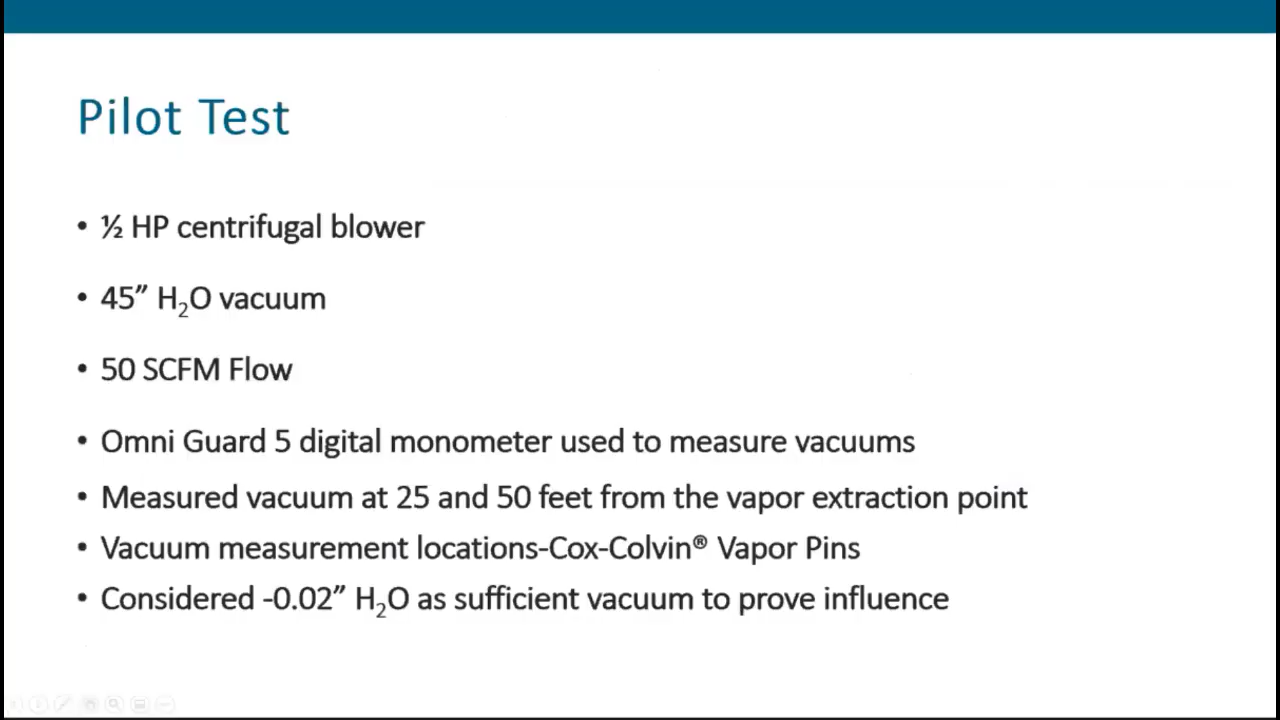 Pilot Test
• ½ HP centrifugal blower
• 45” H₂O vacuum
• 50 SCFM Flow
• Omni Guard 5 digital monometer used to measure vacuums
• Measured vacuum at 25 and 50 feet from the vapor extraction point
• Vacuum measurement locations-Cox-Colvin® Vapor Pins
• Considered -0.02” H₂O as sufficient vacuum to prove influence